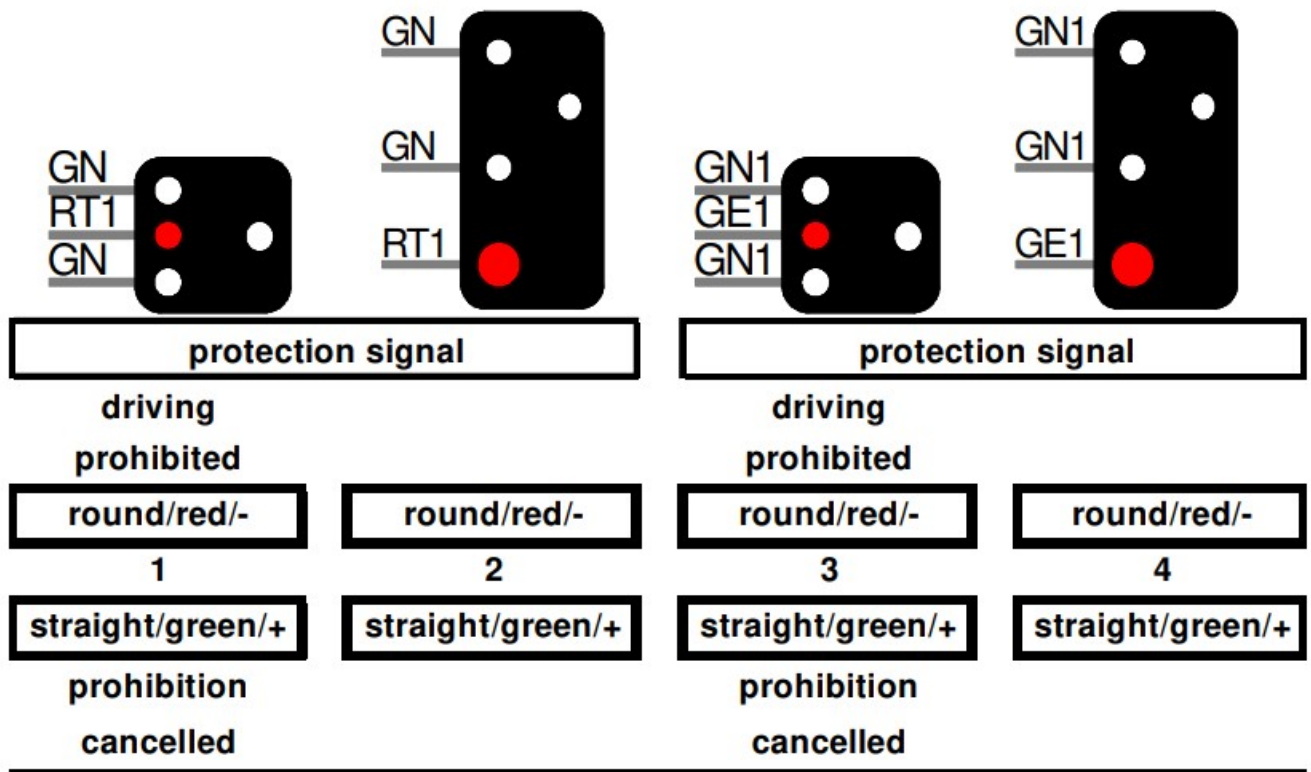 GN
GN
RT1
GN
GN
GN
RT1
GN1
GE1
GN1
GN1
GN1
GE1
protection signal
protection signal
driving
prohibited
driving
prohibited
round/red/-
round/red/-
round/red/-
round/red/-
1
2
3
4
straight/green/+
straight/green/+
straight/green/+
straight/green/+
prohibition
cancelled
prohibition
cancelled